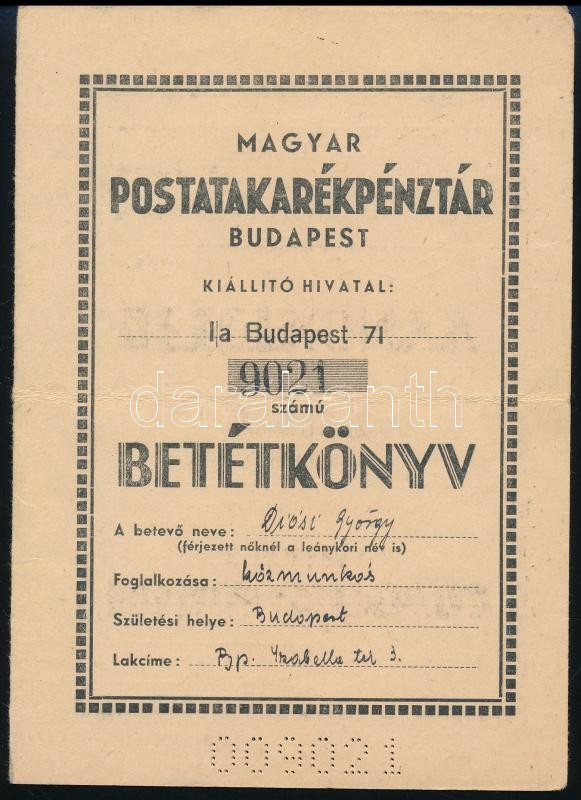 MAGYAR
POSTATAKARÉKPÉNZTÁR
BUDAPEST
KIÁLLITÓ HIVATAL:
I/a Budapest 71
9021
darabanth
számú
BETÉTKÖNYV
A betevő neve: Diósi György
(férjezett nőknél a leánykori név is)
Foglalkozása: közmunkás
Születési helye: Budapest
Lakcíme: Bp. Izabella tér 3.
009021